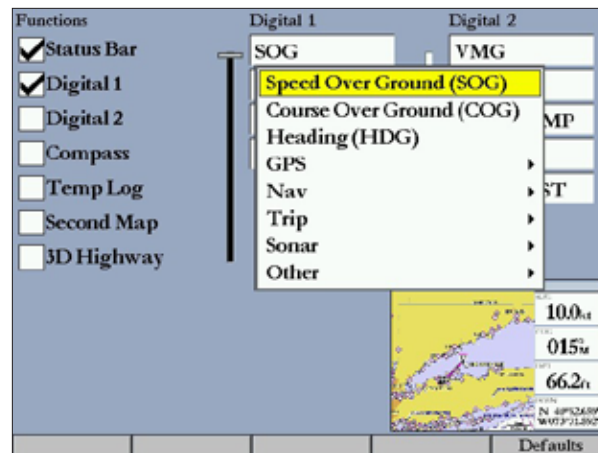 Functions
Digital 1
Digital 2
Status Bar
SOG
VMG
Digital 1
Digital 2
Compass
Temp Log
Second Map
3D Highway
Speed Over Ground (SOG)
Course Over Ground (COG)
Heading (HDG)
GPS
Nav
Trip
Sonar
Other
MP
ST
10.0kt
015°M
66.2ft
Defaults